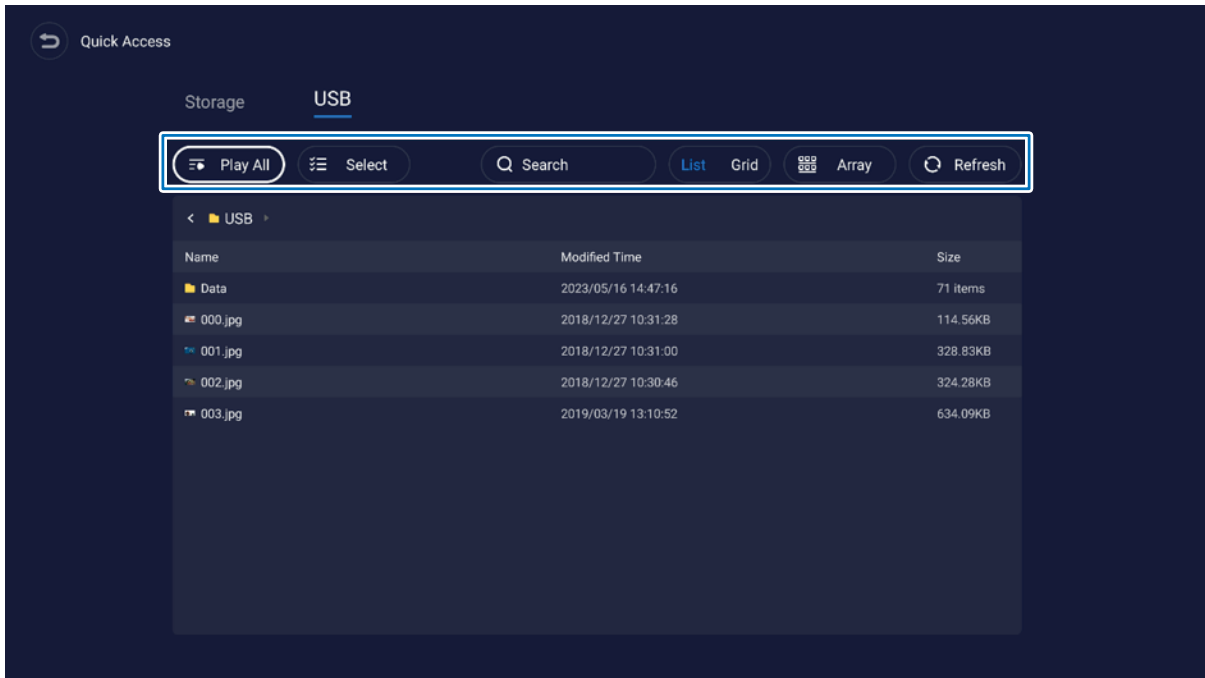 Quick Access
Storage USB
Play All Select Search List Grid Array Refresh
USB
Name Modified Time Size
Data 2023/05/16 14:47:16 71 items
000.jpg 2018/12/27 10:31:28 114.56KB
001.jpg 2018/12/27 10:31:00 328.83KB
002.jpg 2018/12/27 10:30:46 324.28KB
003.jpg 2019/03/19 13:10:52 634.09KB